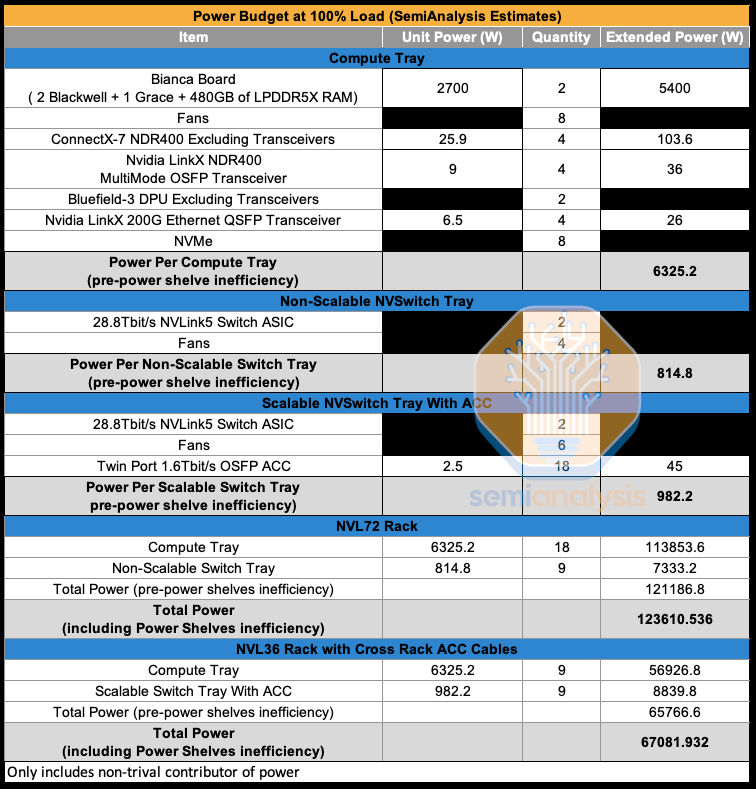 Power Budget at 100% Load (SemiAnalysis Estimates)
Item Unit Power (W) Quantity Extended Power (W)
Compute Tray
Bianca Board
( 2 Blackwell + 1 Grace + 480GB of LPDDR5X RAM) 2700 2 5400
Fans 8
ConnectX-7 NDR400 Excluding Transceivers 25.9 4 103.6
Nvidia LinkX NDR400
MultiMode OSFP Transceiver 9 4 36
Bluefield-3 DPU Excluding Transceivers 2
Nvidia LinkX 200G Ethernet QSFP Transceiver 6.5 4 26
NVMe 8
Power Per Compute Tray
(pre-power shelve inefficiency) 6325.2
Non-Scalable NVSwitch Tray
28.8Tbit/s NVLink5 Switch ASIC 2
Fans 4
Power Per Non-Scalable Switch Tray
(pre-power shelve inefficiency) 814.8
Scalable NVSwitch Tray With ACC
28.8Tbit/s NVLink5 Switch ASIC 2
Fans 6
Twin Port 1.6Tbit/s OSFP ACC 2.5 18 45
Power Per Scalable Switch Tray
pre-power shelve inefficiency) 982.2
semianalysis
NVL72 Rack
Compute Tray 6325.2 18 113853.6
Non-Scalable Switch Tray 814.8 9 7333.2
Total Power (pre-power shelves inefficiency) 121186.8
Total Power
(including Power Shelves inefficiency) 123610.536
NVL36 Rack with Cross Rack ACC Cables
Compute Tray 6325.2 9 56926.8
Scalable Switch Tray With ACC 982.2 9 8839.8
Total Power (pre-power shelves inefficiency) 65766.6
Total Power
(including Power Shelves inefficiency) 67081.932
Only includes non-trival contributor of power